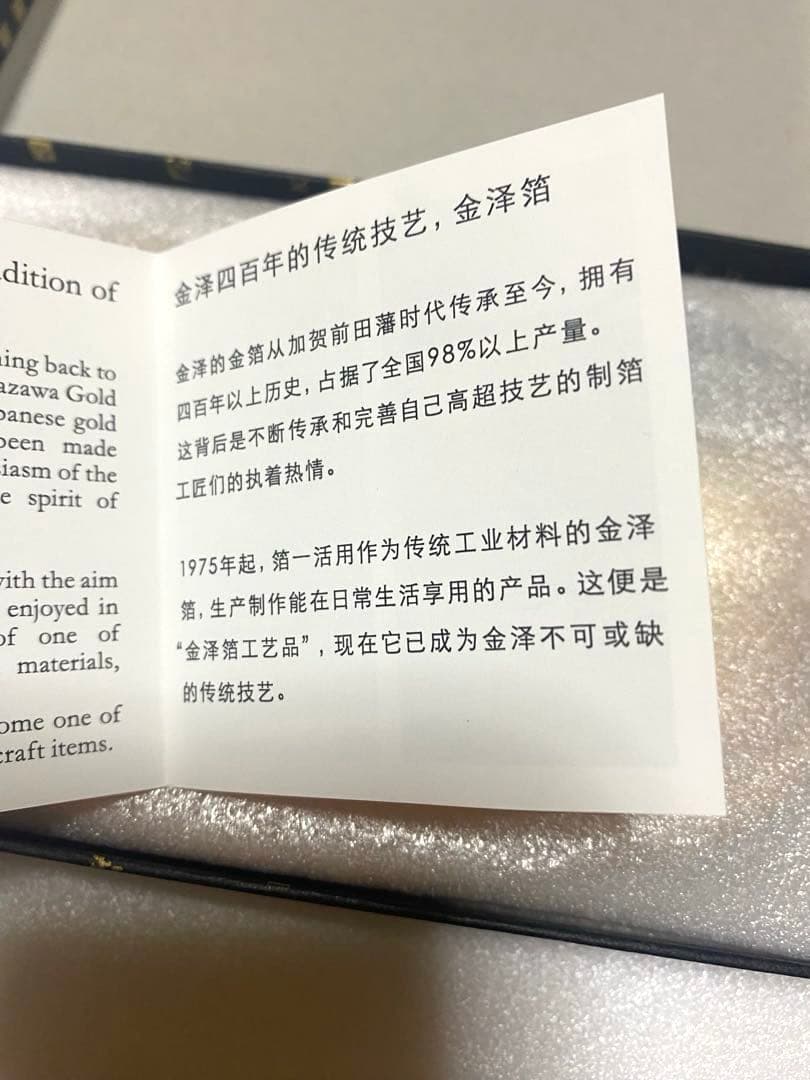 dition of
back to
Gold
gold
been made
of the
spirit of
with the aim
enjoyed in
of one of
materials,
one of
craft items.
金泽四百年的传统技艺，金泽箔
金泽的金箔从加贺前田藩时代传承至今，拥有
四百年以上历史，占据了全国98%以上产量。
这背后是不断传承和完善自己高超技艺的制箔
工匠们的执着热情。
1975年起，箔一活用作为传统工业材料的金泽
箔，生产制作能在日常生活享用的产品。这便是
“金泽箔工艺品”，现在它已成为金泽不可或缺
的传统技艺。